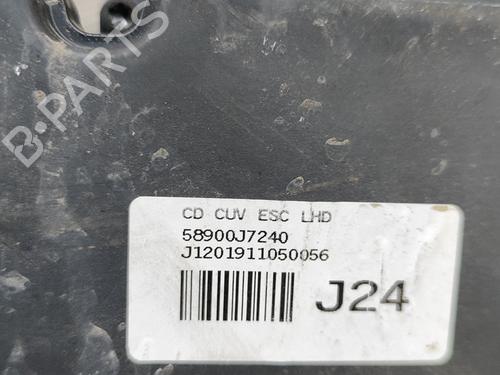 B-PARTS
CD CUV ESC LHD
58900J7240
J1201911050056
J24